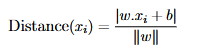 Distance(xᵢ) = |w.xᵢ + b| / ‖w‖